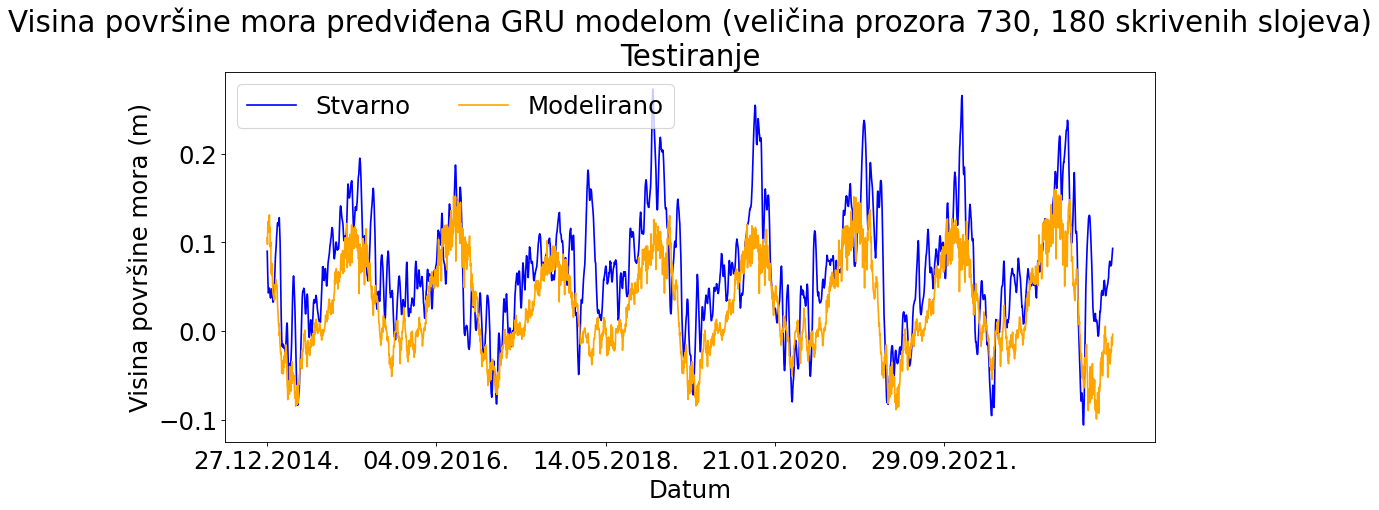 Visina površine mora predviđena GRU modelom (veličina prozora 730, 180 skrivenih slojeva)
Testiranje
Stvarno
Modelirano
Visina površine mora (m)
0.2
0.1
0.0
−0.1
27.12.2014. 04.09.2016. 14.05.2018. 21.01.2020. 29.09.2021.
Datum